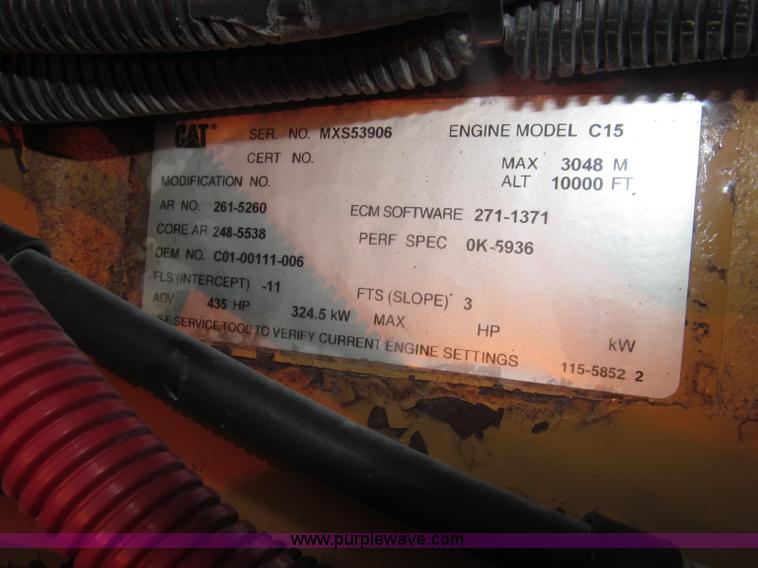 CAT® SER. NO. MXS53906 ENGINE MODEL C15
CERT NO. MAX 3048 M
MODIFICATION NO. ALT 10000 FT.
AR NO. 261-5260 ECM SOFTWARE 271-1371
CORE AR 248-5538 PERF SPEC 0K-5936
OEM NO. C01-00111-006
FLS (INTERCEPT) -11 FTS (SLOPE) 3
ADV 435 HP 324.5 kW MAX HP kW
USE SERVICE TOOL TO VERIFY CURRENT ENGINE SETTINGS 115-5852 2
www.purplewave.com